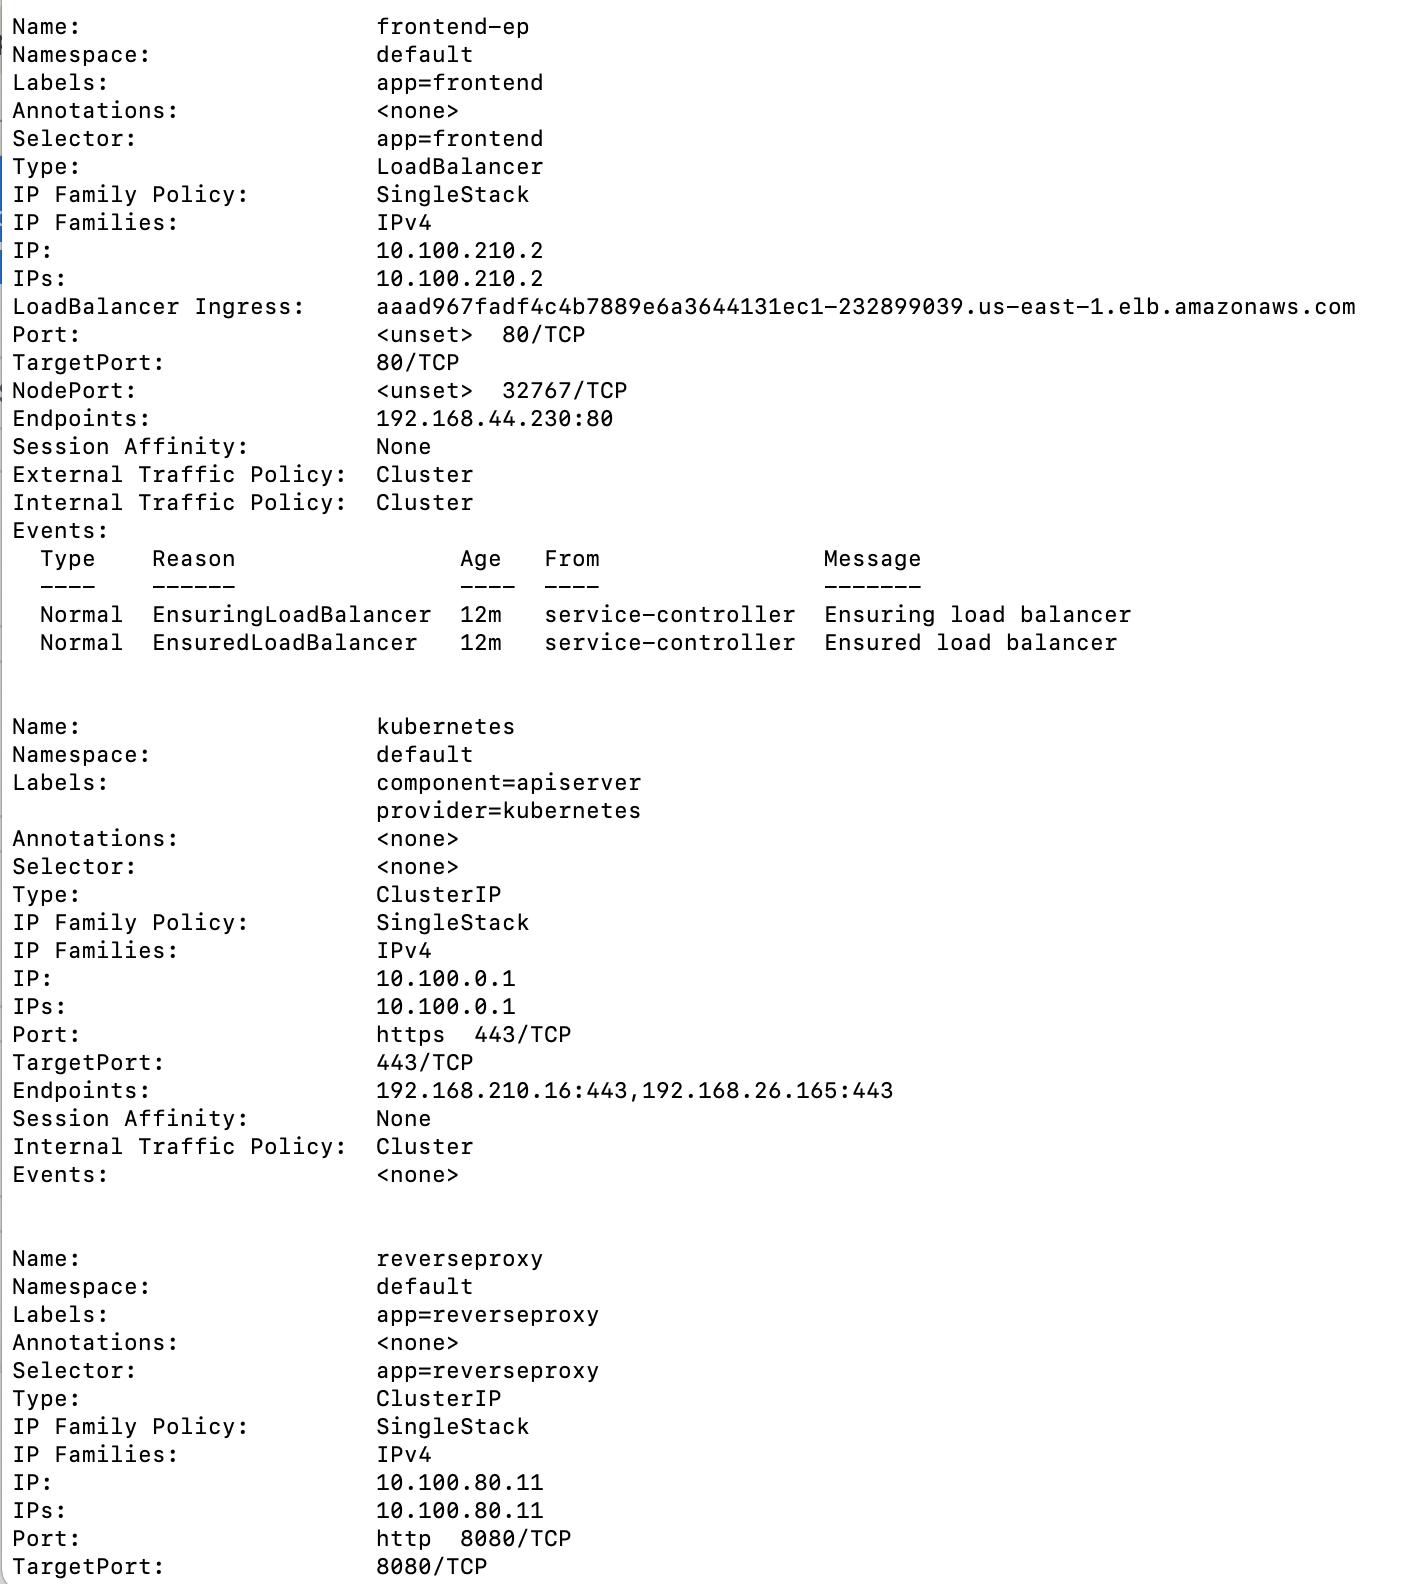 Name:                     frontend-ep
Namespace:                default
Labels:                   app=frontend
Annotations:              <none>
Selector:                 app=frontend
Type:                     LoadBalancer
IP Family Policy:         SingleStack
IP Families:              IPv4
IP:                       10.100.210.2
IPs:                      10.100.210.2
LoadBalancer Ingress:     aaad967fadf4c4b7889e6a3644131ec1-232899039.us-east-1.elb.amazonaws.com
Port:                     <unset>  80/TCP
TargetPort:               80/TCP
NodePort:                 <unset>  32767/TCP
Endpoints:                192.168.44.230:80
Session Affinity:         None
External Traffic Policy:  Cluster
Internal Traffic Policy:  Cluster
Events:
  Type    Reason                Age   From                Message
  ----    ------                ----  ----                -------
  Normal  EnsuringLoadBalancer  12m   service-controller  Ensuring load balancer
  Normal  EnsuredLoadBalancer   12m   service-controller  Ensured load balancer
Name:                     kubernetes
Namespace:                default
Labels:                   component=apiserver
                          provider=kubernetes
Annotations:              <none>
Selector:                 <none>
Type:                     ClusterIP
IP Family Policy:         SingleStack
IP Families:              IPv4
IP:                       10.100.0.1
IPs:                      10.100.0.1
Port:                     https  443/TCP
TargetPort:               443/TCP
Endpoints:                192.168.210.16:443,192.168.26.165:443
Session Affinity:         None
Internal Traffic Policy:  Cluster
Events:                   <none>
Name:                     reverseproxy
Namespace:                default
Labels:                   app=reverseproxy
Annotations:              <none>
Selector:                 app=reverseproxy
Type:                     ClusterIP
IP Family Policy:         SingleStack
IP Families:              IPv4
IP:                       10.100.80.11
IPs:                      10.100.80.11
Port:                     http  8080/TCP
TargetPort:               8080/TCP